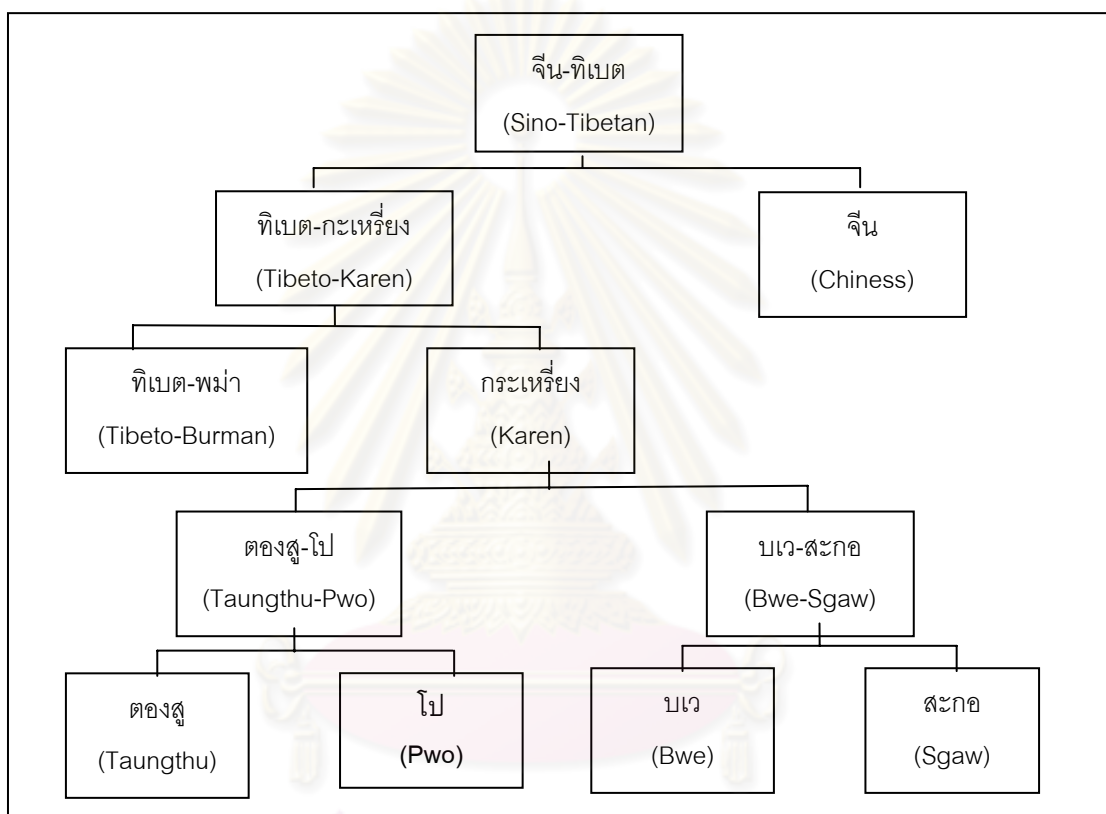 จีน-ทิเบต
(Sino-Tibetan)
ทิเบต-กะเหรี่ยง
(Tibeto-Karen)
จีน
(Chiness)
ทิเบต-พม่า
(Tibeto-Burman)
กระเหรี่ยง
(Karen)
ตองสู-โป
(Taungthu-Pwo)
บเว-สะกอ
(Bwe-Sgaw)
ตองสู
(Taungthu)
โป
(Pwo)
บเว
(Bwe)
สะกอ
(Sgaw)